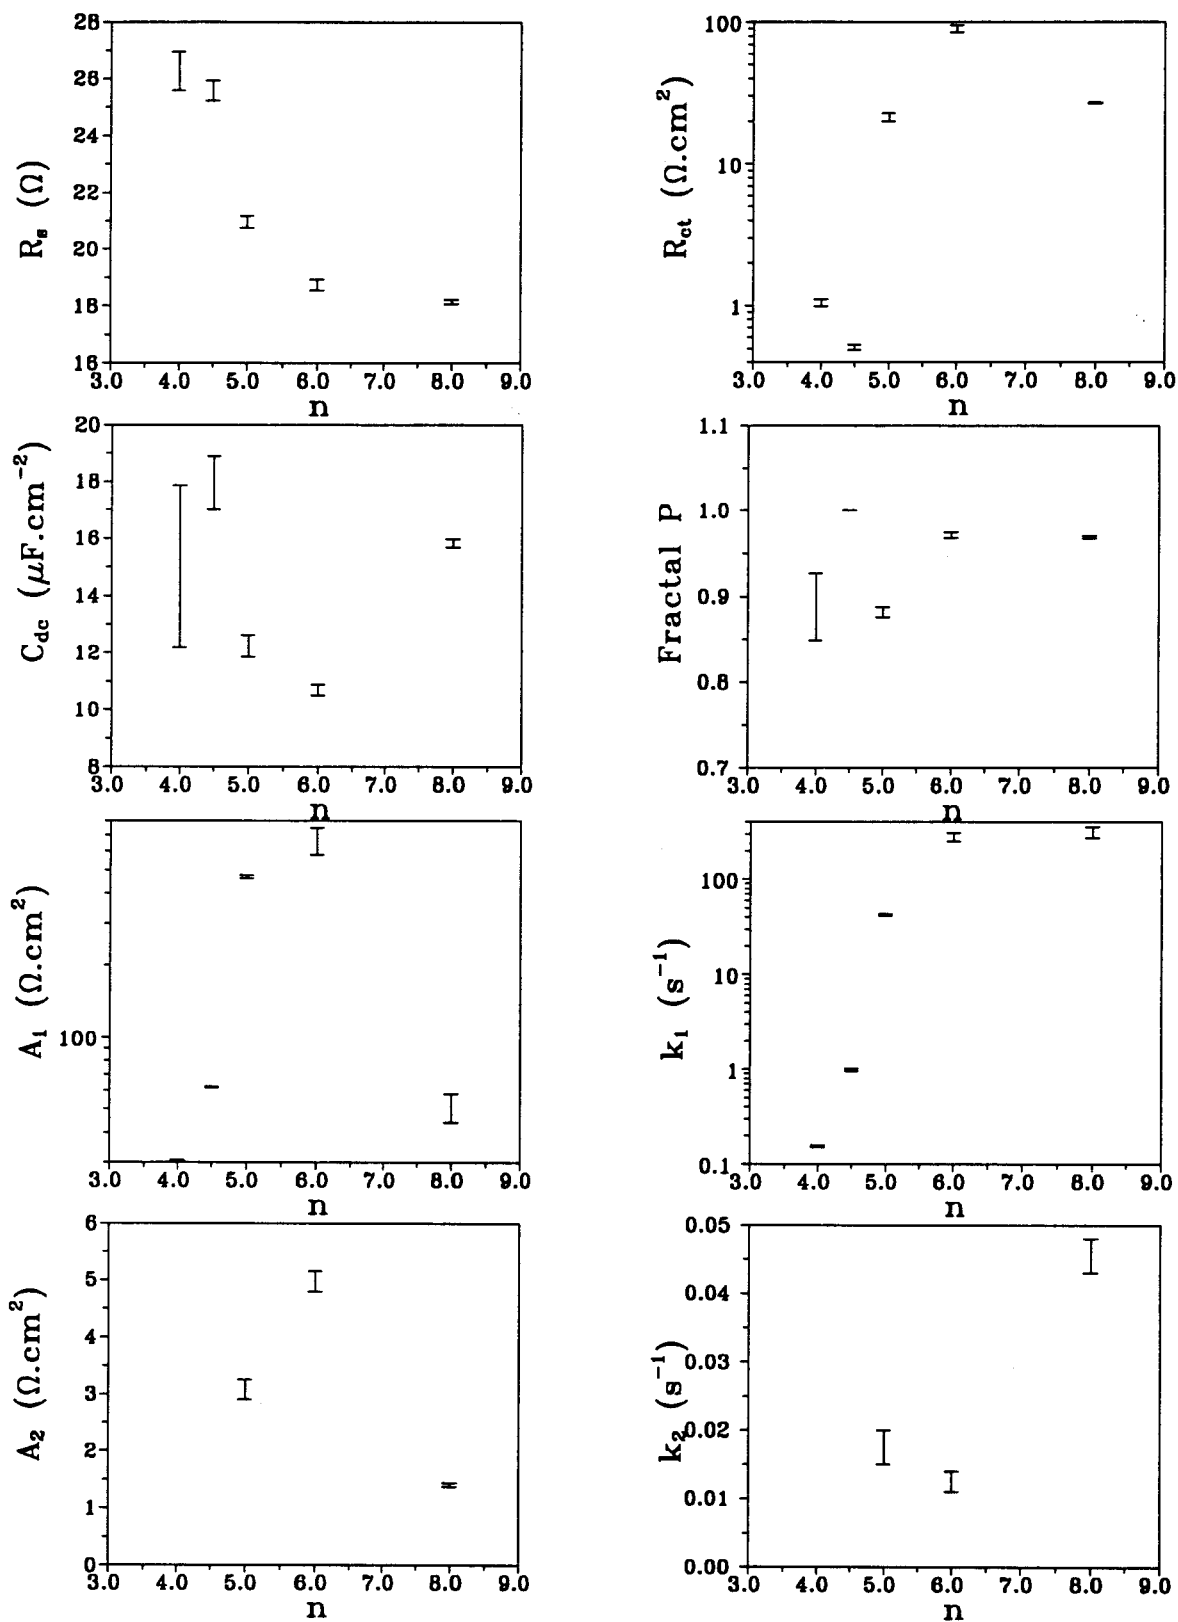 28
26
24
22
20
18
16
3.0 4.0 5.0 6.0 7.0 8.0 9.0
n
Rs (Ω)
100
10
1
3.0 4.0 5.0 6.0 7.0 8.0 9.0
n
Rct (Ω.cm²)
20
18
16
14
12
10
8
3.0 4.0 5.0 6.0 7.0 8.0 9.0
n
Cdc (μF.cm⁻²)
1.1
1.0
0.9
0.8
0.7
3.0 4.0 5.0 6.0 7.0 8.0 9.0
n
Fractal P
100
3.0 4.0 5.0 6.0 7.0 8.0 9.0
n
A₁ (Ω.cm²)
100
10
1
0.1
3.0 4.0 5.0 6.0 7.0 8.0 9.0
n
k₁ (s⁻¹)
6
5
4
3
2
1
0
3.0 4.0 5.0 6.0 7.0 8.0 9.0
n
A₂ (Ω.cm²)
0.05
0.04
0.03
0.02
0.01
0.00
3.0 4.0 5.0 6.0 7.0 8.0 9.0
n
k₂ (s⁻¹)